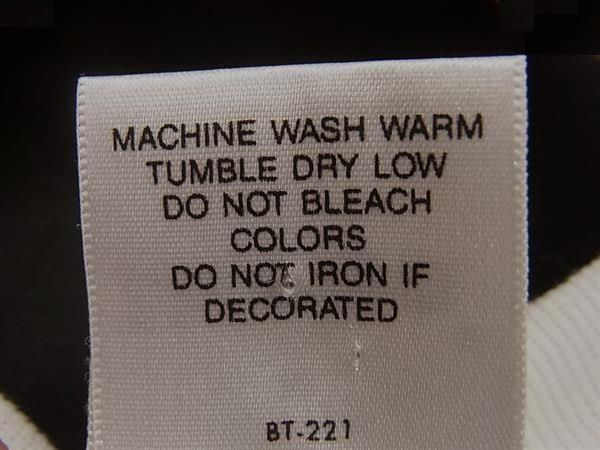 MACHINE WASH WARM
TUMBLE DRY LOW
DO NOT BLEACH
COLORS
DO NOT IRON IF
DECORATED
BT-221